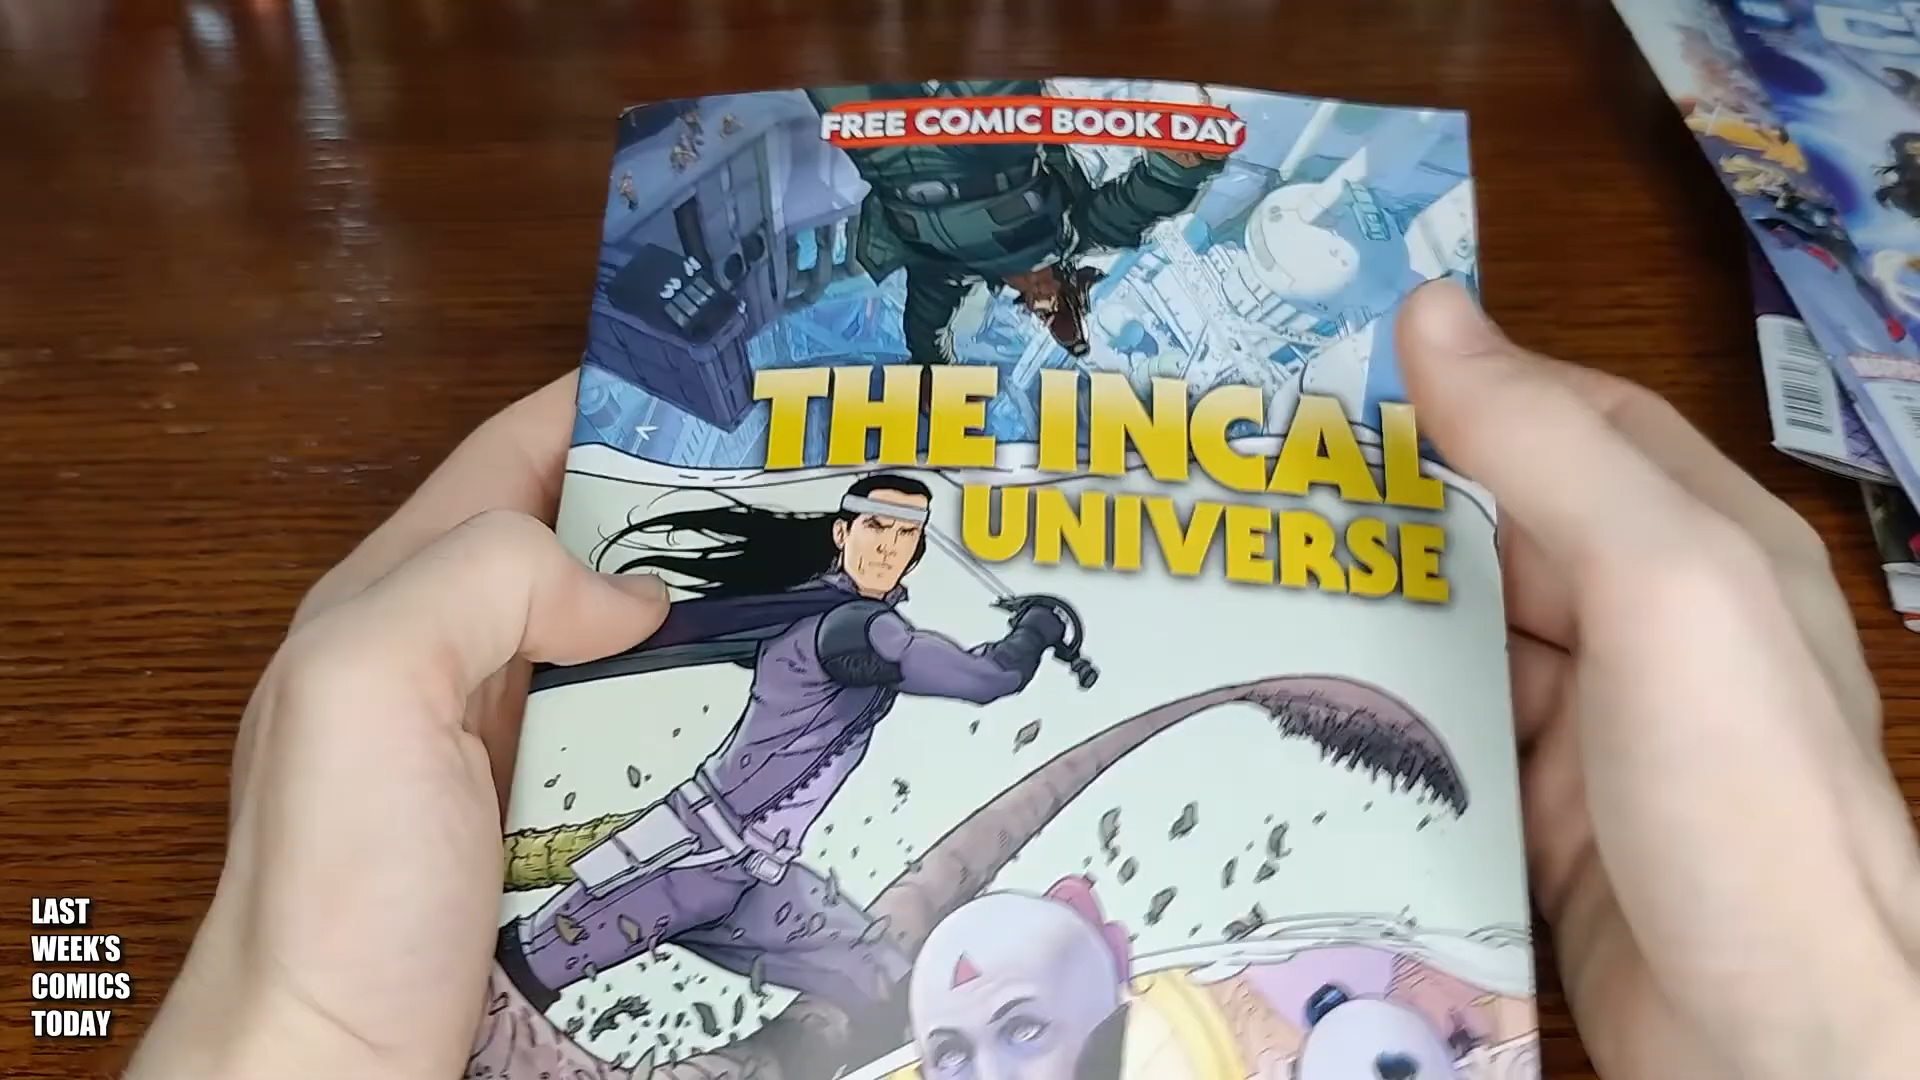 FREE COMIC BOOK DAY
THE INCAL
UNIVERSE
LAST
WEEK'S
COMICS
TODAY